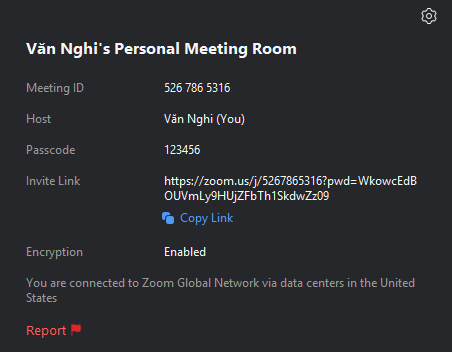 Văn Nghi's Personal Meeting Room
Meeting ID 526 786 5316
Host Văn Nghi (You)
Passcode 123456
Invite Link https://zoom.us/j/5267865316?pwd=WkowcEdB
OUVmLy9HUjZFbTh1SkdwZz09
Copy Link
Encryption Enabled
You are connected to Zoom Global Network via data centers in the United
States
Report